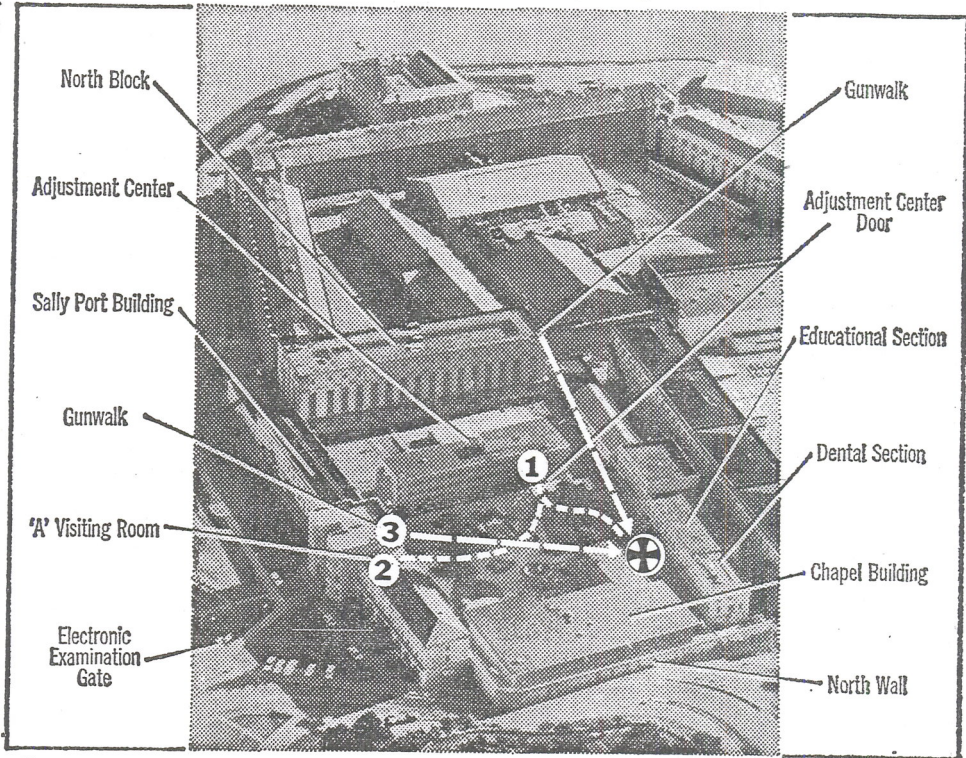 North Block
Adjustment Center
Sally Port Building
Gunwalk
'A' Visiting Room
Electronic
Examination
Gate
1
3
2
Gunwalk
Adjustment Center
Door
Educational Section
Dental Section
Chapel Building
North Wall